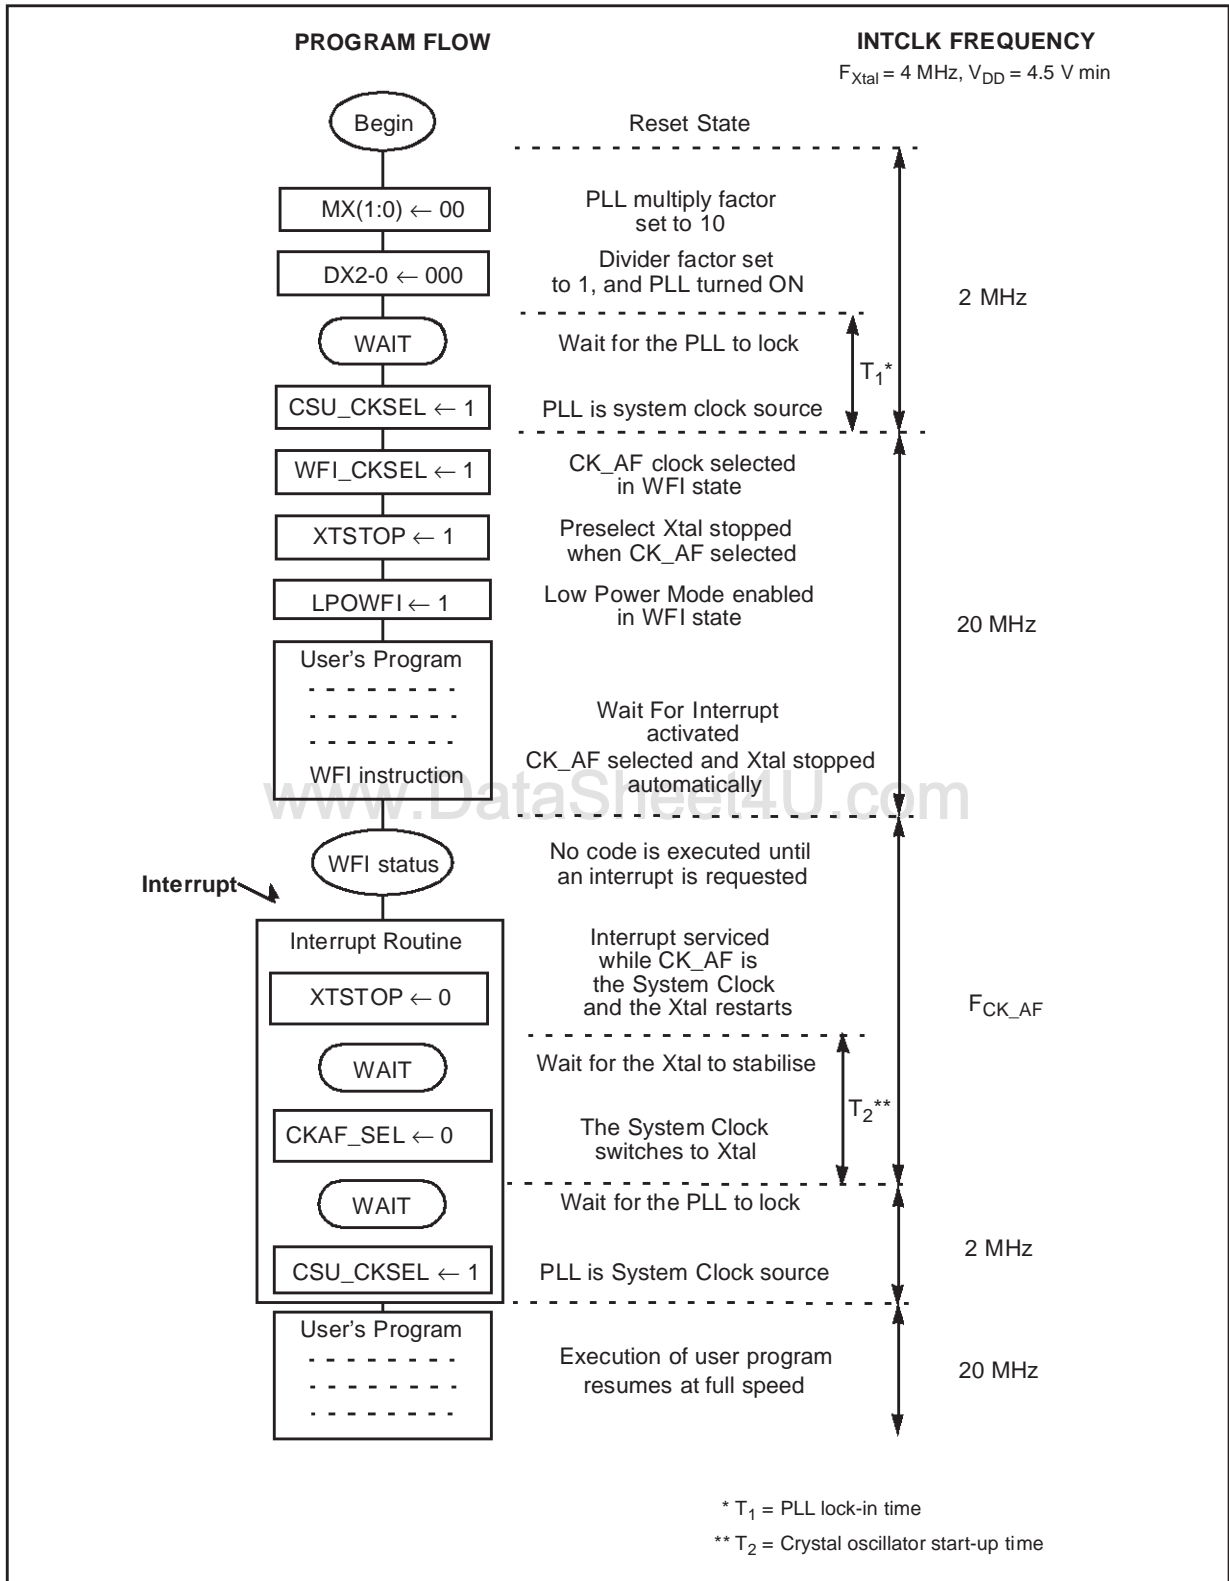 PROGRAM FLOW
INTCLK FREQUENCY
F_Xtal = 4 MHz, V_DD = 4.5 V min
Begin
Reset State
MX(1:0) ← 00
PLL multiply factor
set to 10
DX2-0 ← 000
Divider factor set
to 1, and PLL turned ON
2 MHz
WAIT
Wait for the PLL to lock
T_1*
CSU_CKSEL ← 1
PLL is system clock source
WFI_CKSEL ← 1
CK_AF clock selected
in WFI state
XTSTOP ← 1
Preselect Xtal stopped
when CK_AF selected
LPOWFI ← 1
Low Power Mode enabled
in WFI state
20 MHz
User's Program
Wait For Interrupt
activated
CK_AF selected and Xtal stopped
automatically
WFI instruction
www.DataSheet4U.com
WFI status
No code is executed until
an interrupt is requested
Interrupt
Interrupt Routine
Interrupt serviced
while CK_AF is
the System Clock
and the Xtal restarts
XTSTOP ← 0
F_CK_AF
WAIT
Wait for the Xtal to stabilise
T_2**
CKAF_SEL ← 0
The System Clock
switches to Xtal
WAIT
Wait for the PLL to lock
2 MHz
CSU_CKSEL ← 1
PLL is System Clock source
User's Program
Execution of user program
resumes at full speed
20 MHz
* T_1 = PLL lock-in time
** T_2 = Crystal oscillator start-up time